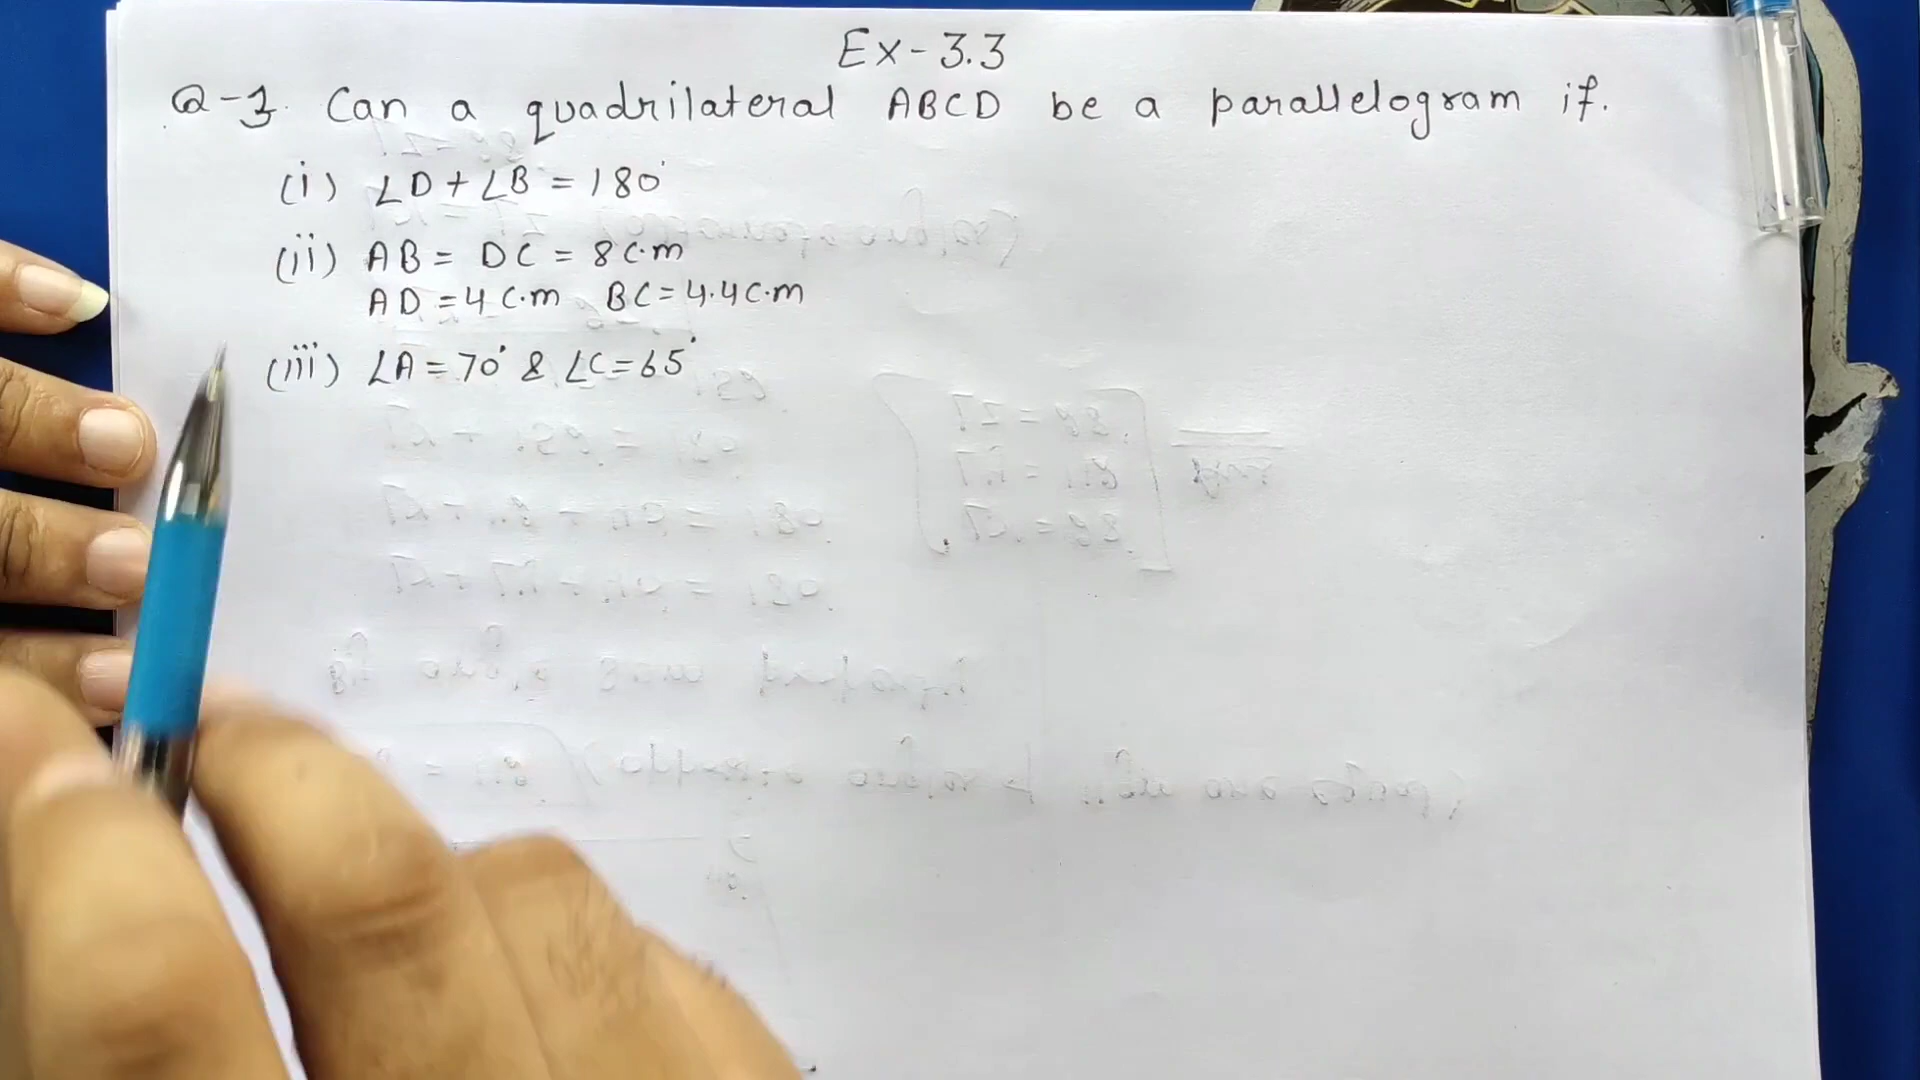 Ex-3.3
Q-3. Can a quadrilateral ABCD be a parallelogram if.
(i) ∠D+∠B = 180°
(ii) AB = DC = 8 c.m
AD = 4 c.m BC = 4.4 c.m
(iii) ∠A = 70° & ∠C = 65°